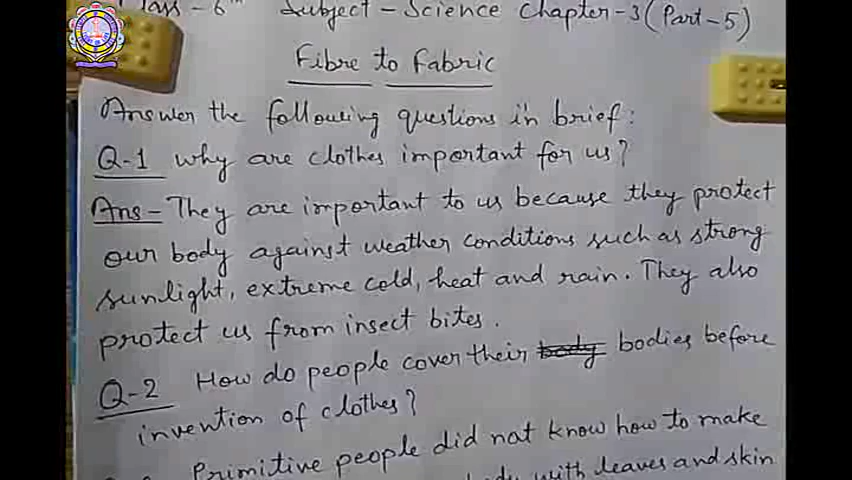 Class - 6th Subject - Science Chapter-3 (Part-5)
Fibre to Fabric
Answer the following questions in brief:
Q-1 Why are clothes important for us?
Ans- They are important to us because they protect
our body against weather conditions such as strong
sunlight, extreme cold, heat and rain. They also
protect us from insect bites.
Q-2 How do people cover their body bodies before
invention of clothes?
Primitive people did not know how to make
body with leaves and skin